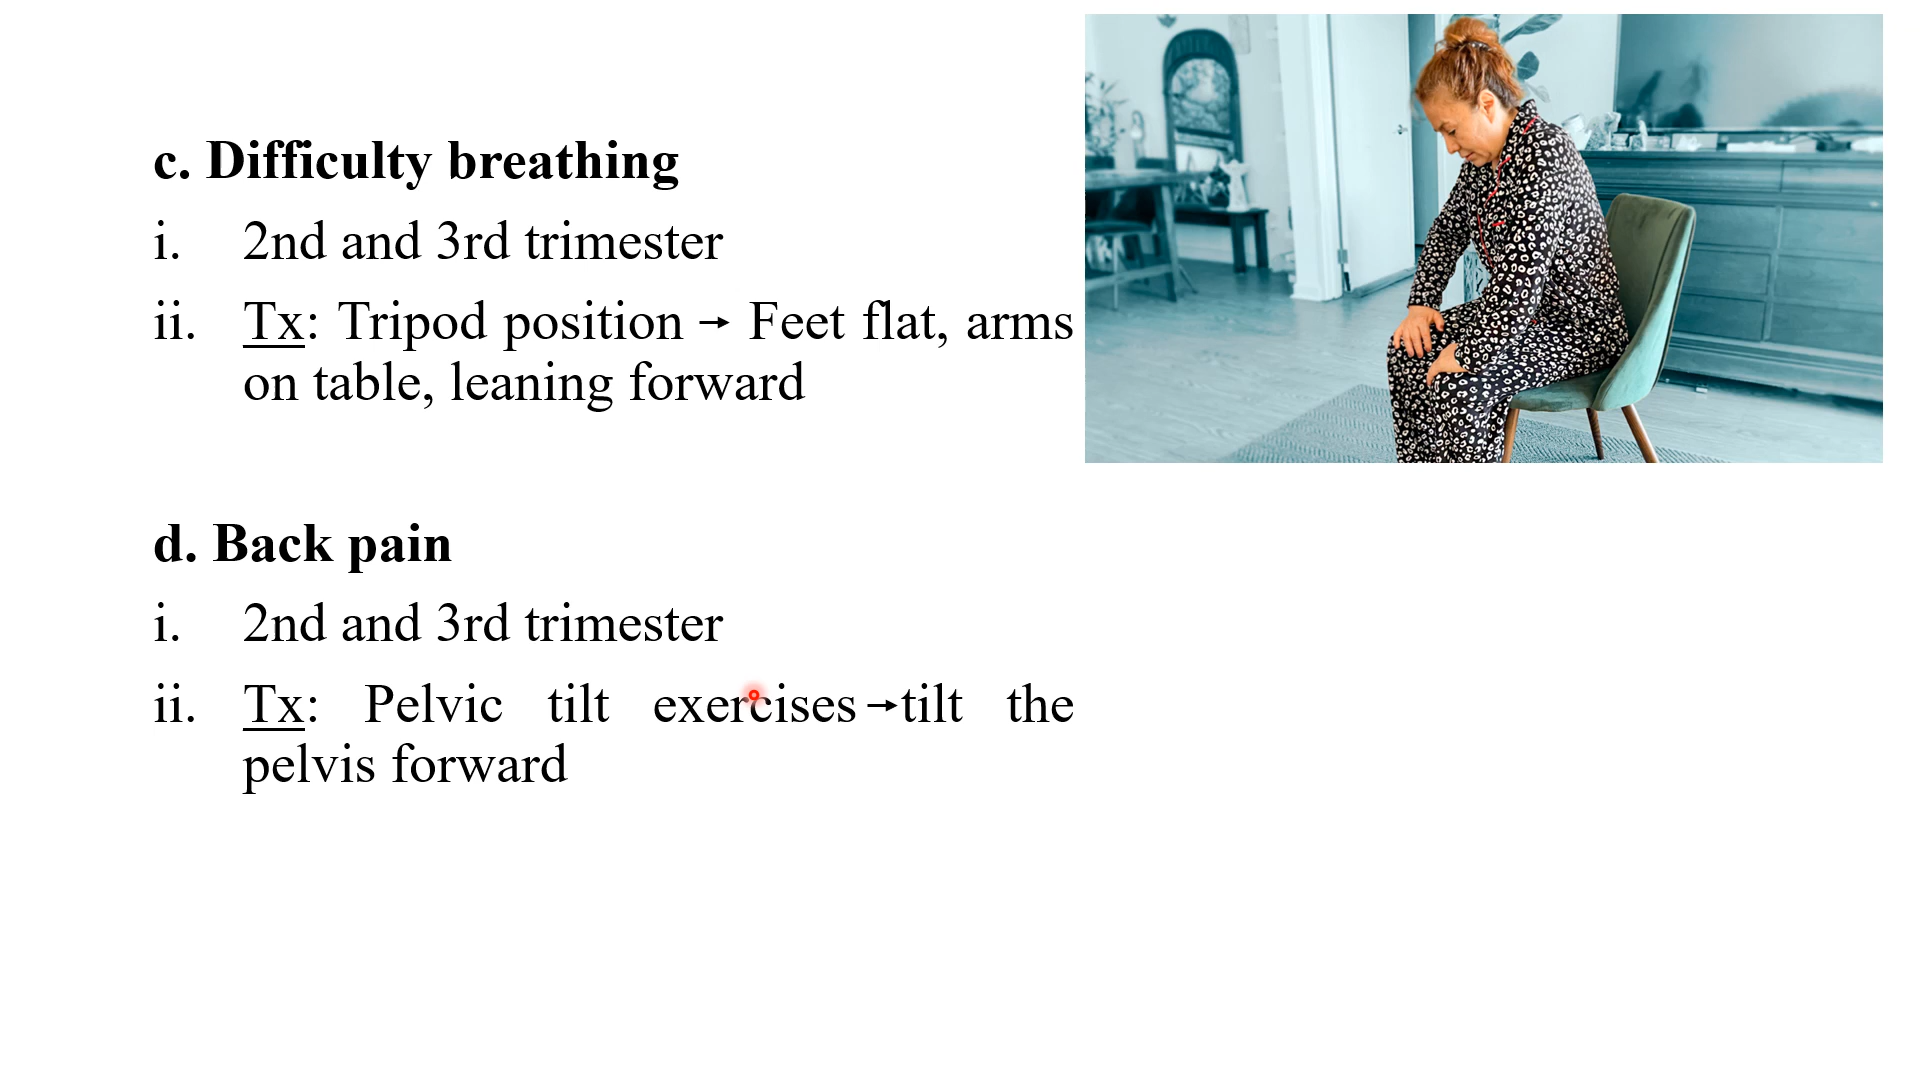 c. Difficulty breathing
i. 2nd and 3rd trimester
ii. Tx: Tripod position → Feet flat, arms
on table, leaning forward
d. Back pain
i. 2nd and 3rd trimester
ii. Tx: Pelvic tilt exercises →tilt the
pelvis forward